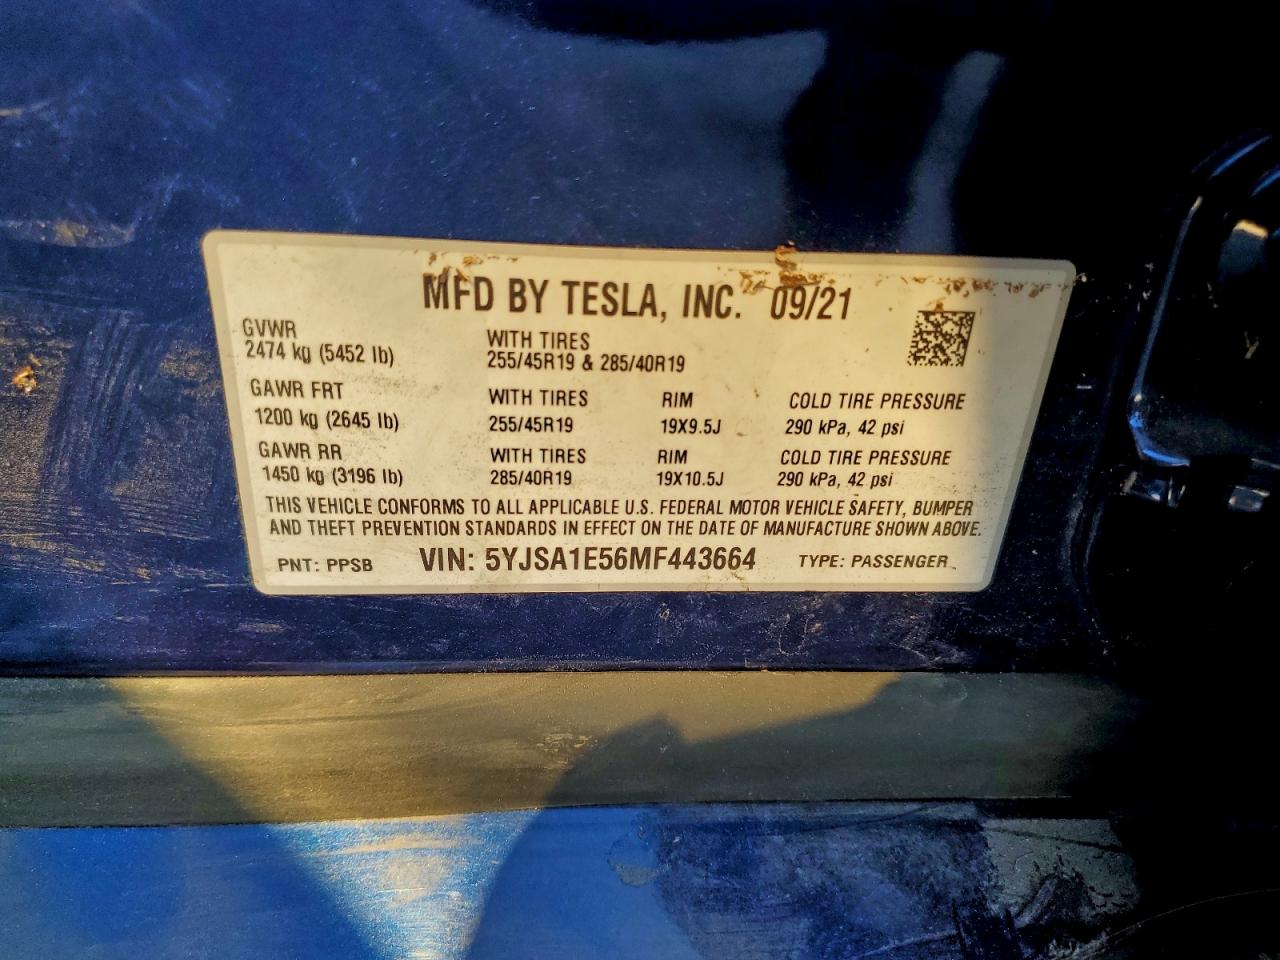 MFD BY TESLA, INC. 09/21
GVWR
2474 kg (5452 lb)
WITH TIRES
255/45R19 & 285/40R19
GAWR FRT WITH TIRES RIM COLD TIRE PRESSURE
1200 kg (2645 lb) 255/45R19 19X9.5J 290 kPa, 42 psi
GAWR RR WITH TIRES RIM COLD TIRE PRESSURE
1450 kg (3196 lb) 285/40R19 19X10.5J 290 kPa, 42 psi
THIS VEHICLE CONFORMS TO ALL APPLICABLE U.S. FEDERAL MOTOR VEHICLE SAFETY, BUMPER
AND THEFT PREVENTION STANDARDS IN EFFECT ON THE DATE OF MANUFACTURE SHOWN ABOVE.
PNT: PPSB VIN: 5YJSA1E56MF443664 TYPE: PASSENGER